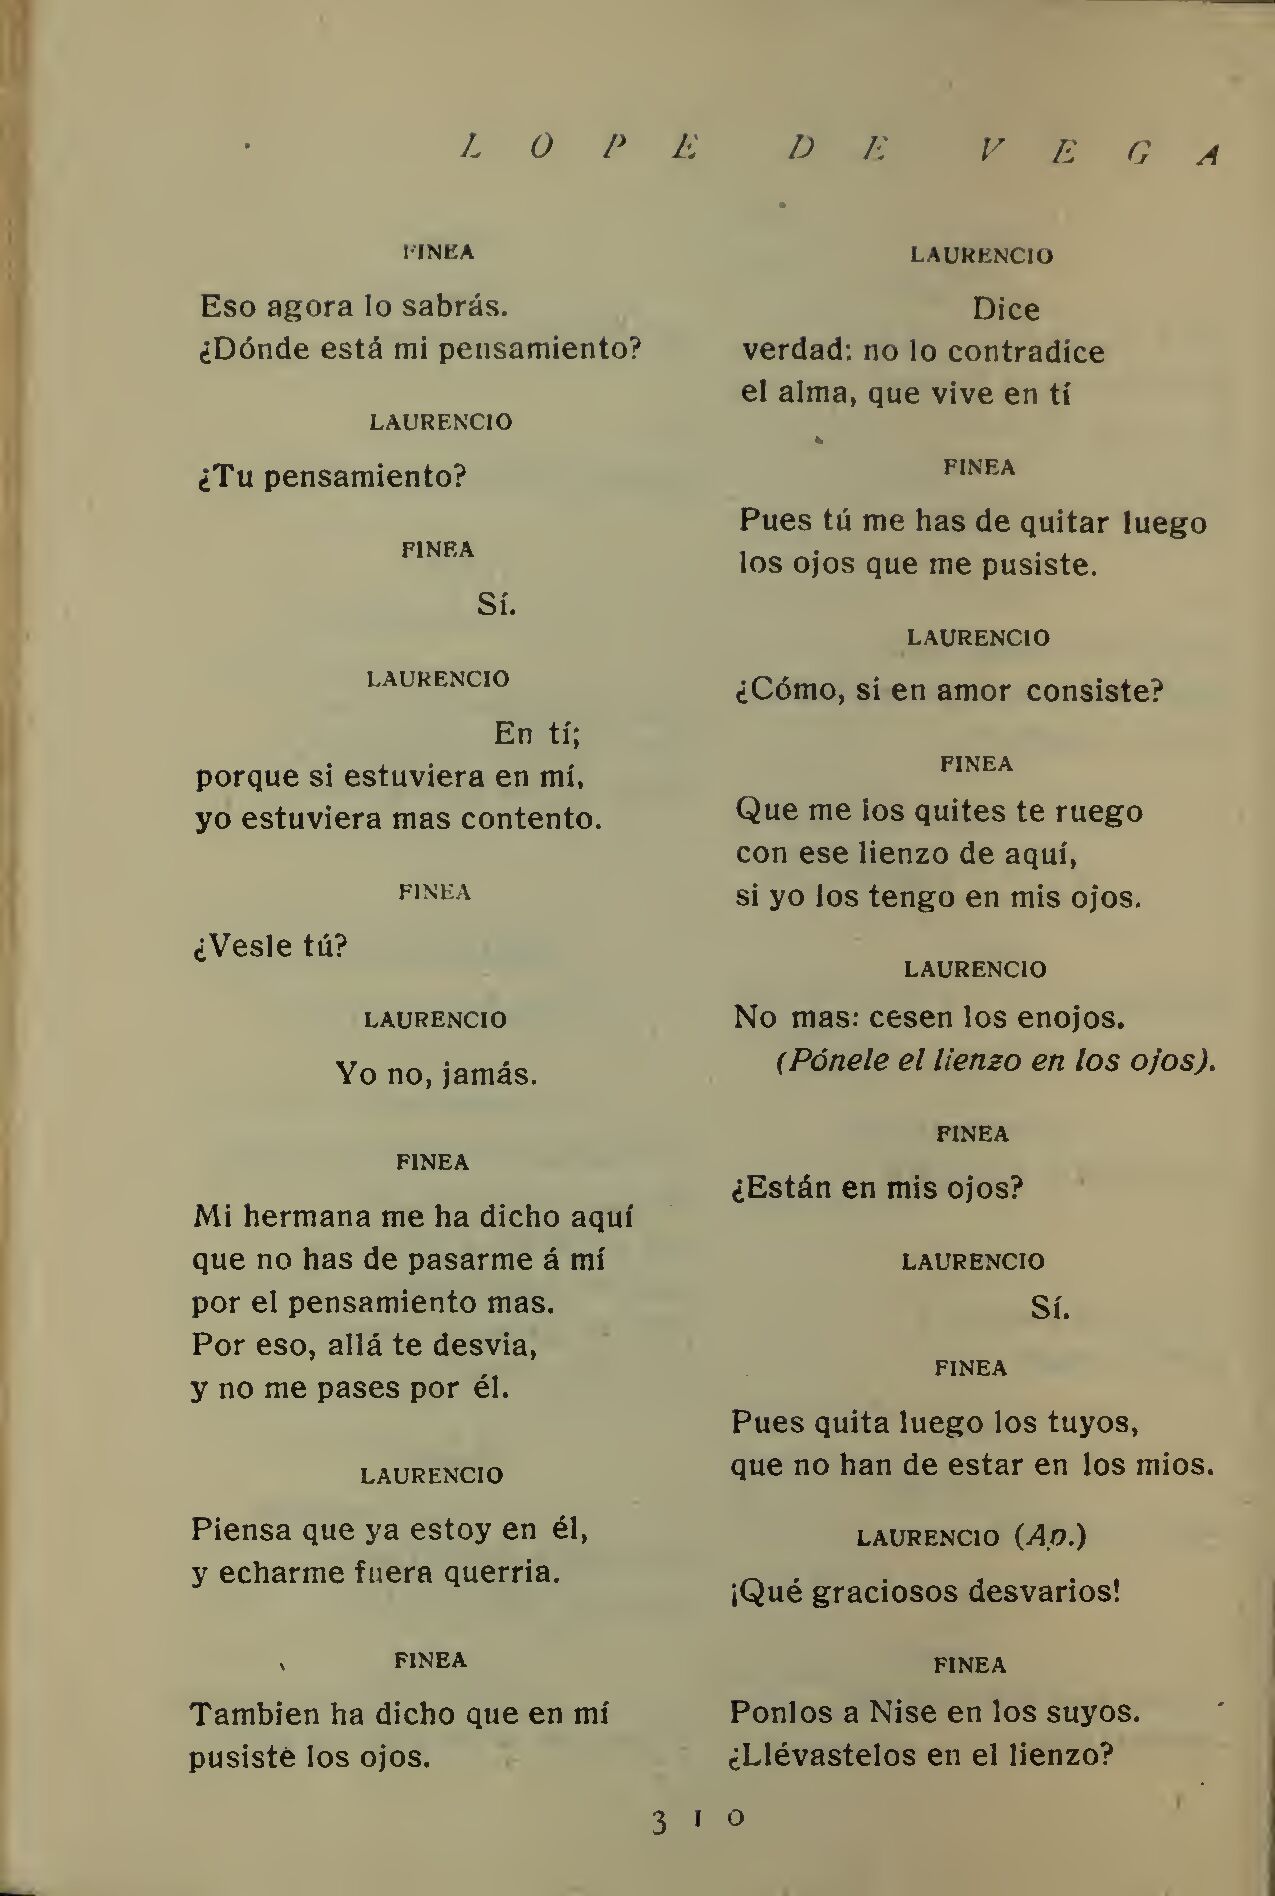 LOPE DE VEGA
FINEA
Eso agora lo sabrás.
¿Dónde está mi pensamiento?
LAURENCIO
¿Tu pensamiento?
FINEA
Sí.
LAURENCIO
En tí;
porque si estuviera en mí,
yo estuviera mas contento.
FINEA
¿Vesle tú?
LAURENCIO
Yo no, jamás.
FINEA
Mi hermana me ha dicho aquí
que no has de pasarme á mí
por el pensamiento mas.
Por eso, allá te desvia,
y no me pases por él.
LAURENCIO
Piensa que ya estoy en él,
y echarme fuera querria.
FINEA
Tambien ha dicho que en mí
pusiste los ojos.
LAURENCIO
Dice
verdad: no lo contradice
el alma, que vive en tí
FINEA
Pues tú me has de quitar luego
los ojos que me pusiste.
LAURENCIO
¿Cómo, si en amor consiste?
FINEA
Que me los quites te ruego
con ese lienzo de aquí,
si yo los tengo en mis ojos.
LAURENCIO
No mas: cesen los enojos.
(Pónele el lienzo en los ojos).
FINEA
¿Están en mis ojos?
LAURENCIO
Sí.
FINEA
Pues quita luego los tuyos,
que no han de estar en los mios.
LAURENCIO (Ap.)
¡Qué graciosos desvarios!
FINEA
Ponlos a Nise en los suyos.
¿Llévastelos en el lienzo?
310